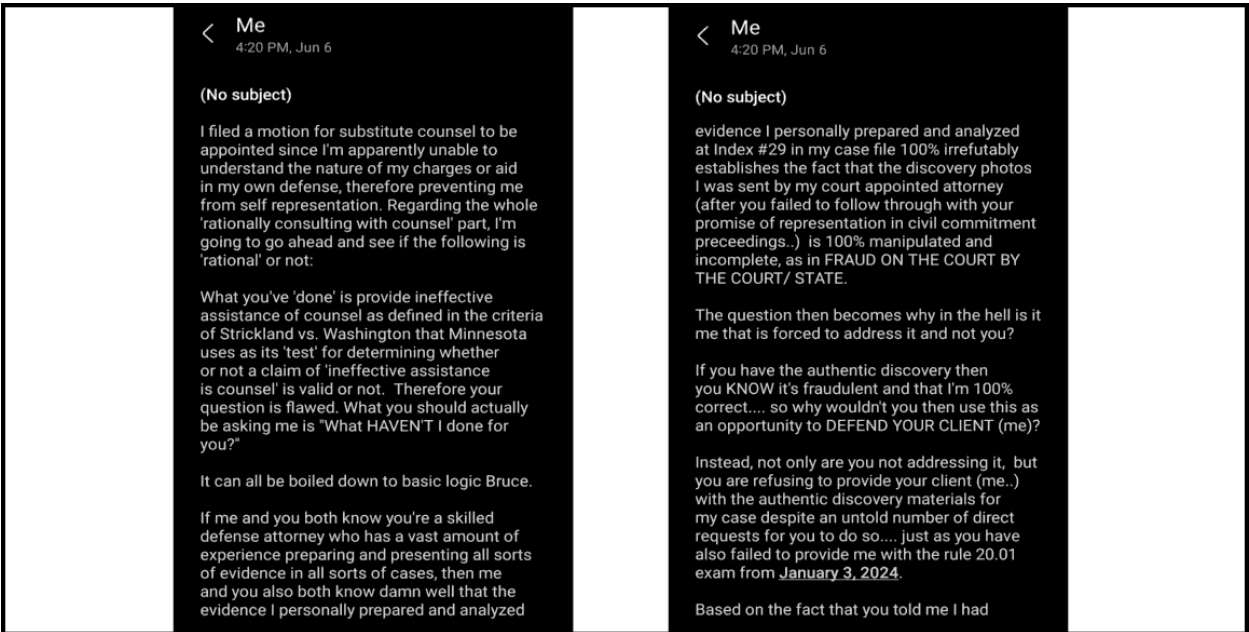 Me
4:20 PM, Jun 6
(No subject)
I filed a motion for substitute counsel to be
appointed since I'm apparently unable to
understand the nature of my charges or aid
in my own defense, therefore preventing me
from self representation. Regarding the whole
'rationally consulting with counsel' part, I'm
going to go ahead and see if the following is
'rational' or not:
What you've 'done' is provide ineffective
assistance of counsel as defined in the criteria
of Strickland vs. Washington that Minnesota
uses as its 'test' for determining whether
or not a claim of 'ineffective assistance
is counsel' is valid or not.  Therefore your
question is flawed. What you should actually
be asking me is "What HAVEN'T I done for
you?"
It can all be boiled down to basic logic Bruce.
If me and you both know you're a skilled
defense attorney who has a vast amount of
experience preparing and presenting all sorts
of evidence in all sorts of cases, then me
and you also both know damn well that the
evidence I personally prepared and analyzed
Me
4:20 PM, Jun 6
(No subject)
evidence I personally prepared and analyzed
at Index #29 in my case file 100% irrefutably
establishes the fact that the discovery photos
I was sent by my court appointed attorney
(after you failed to follow through with your
promise of representation in civil commitment
preceedings..)  is 100% manipulated and
incomplete, as in FRAUD ON THE COURT BY
THE COURT/ STATE.
The question then becomes why in the hell is it
me that is forced to address it and not you?
If you have the authentic discovery then
you KNOW it's fraudulent and that I'm 100%
correct.... so why wouldn't you then use this as
an opportunity to DEFEND YOUR CLIENT (me)?
Instead, not only are you not addressing it,  but
you are refusing to provide your client (me..)
with the authentic discovery materials for
my case despite an untold number of direct
requests for you to do so.... just as you have
also failed to provide me with the rule 20.01
exam from January 3, 2024.
Based on the fact that you told me I had